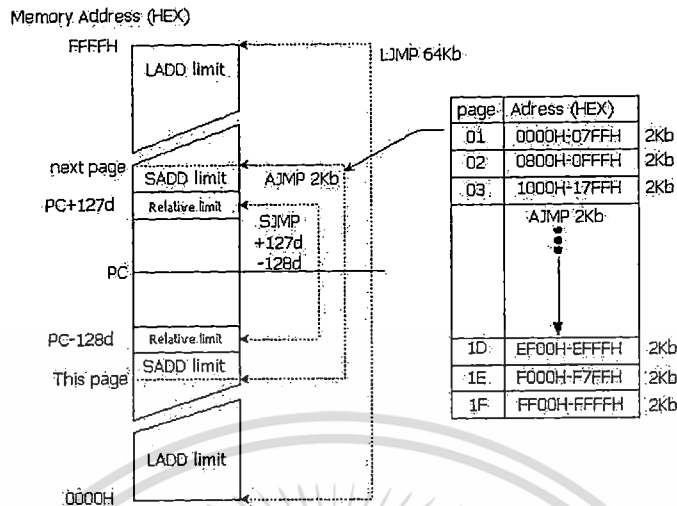 Memory Address (HEX)
FFFFH
LADD limit
LJMP 64Kb
next page
SADD limit
AJMP 2Kb
PC+127d
Relative limit
SJMP
+127d
-128d
PC
PC-128d
Relative limit
SADD limit
This page
LADD limit
0000H
page Adress (HEX)
01 0000H-07FFH 2Kb
02 0800H-0FFFH 2Kb
03 1000H-17FFH 2Kb
AJMP 2Kb
1D EF00H-EFFFH 2Kb
1E F000H-F7FFH 2Kb
1F FF00H-FFFFH 2Kb